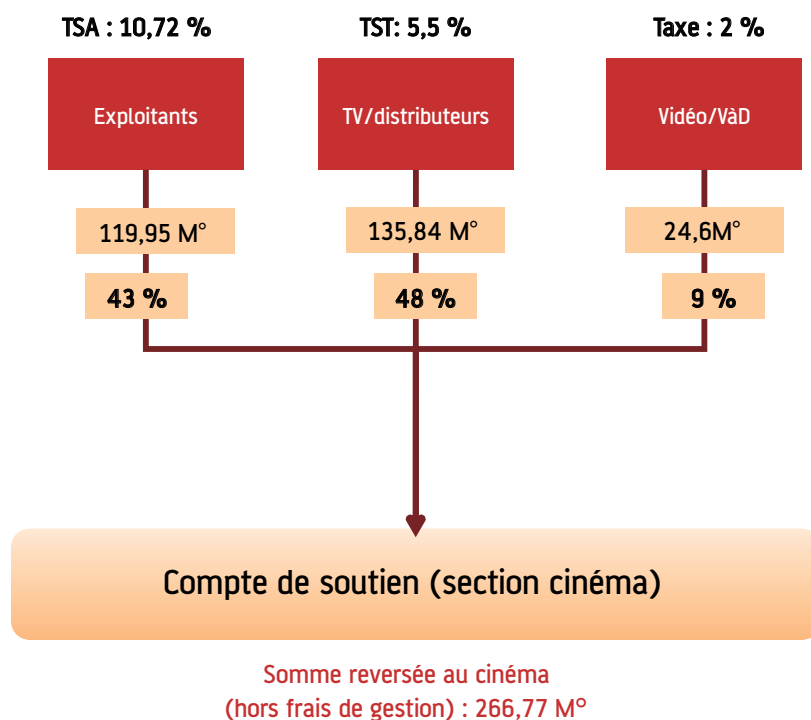 TSA : 10,72 % TST: 5,5 % Taxe : 2 %
Exploitants TV/distributeurs Vidéo/VàD
119,95 M° 135,84 M° 24,6M°
43 % 48 % 9 %
Compte de soutien (section cinéma)
Somme reversée au cinéma
(hors frais de gestion) : 266,77 M°